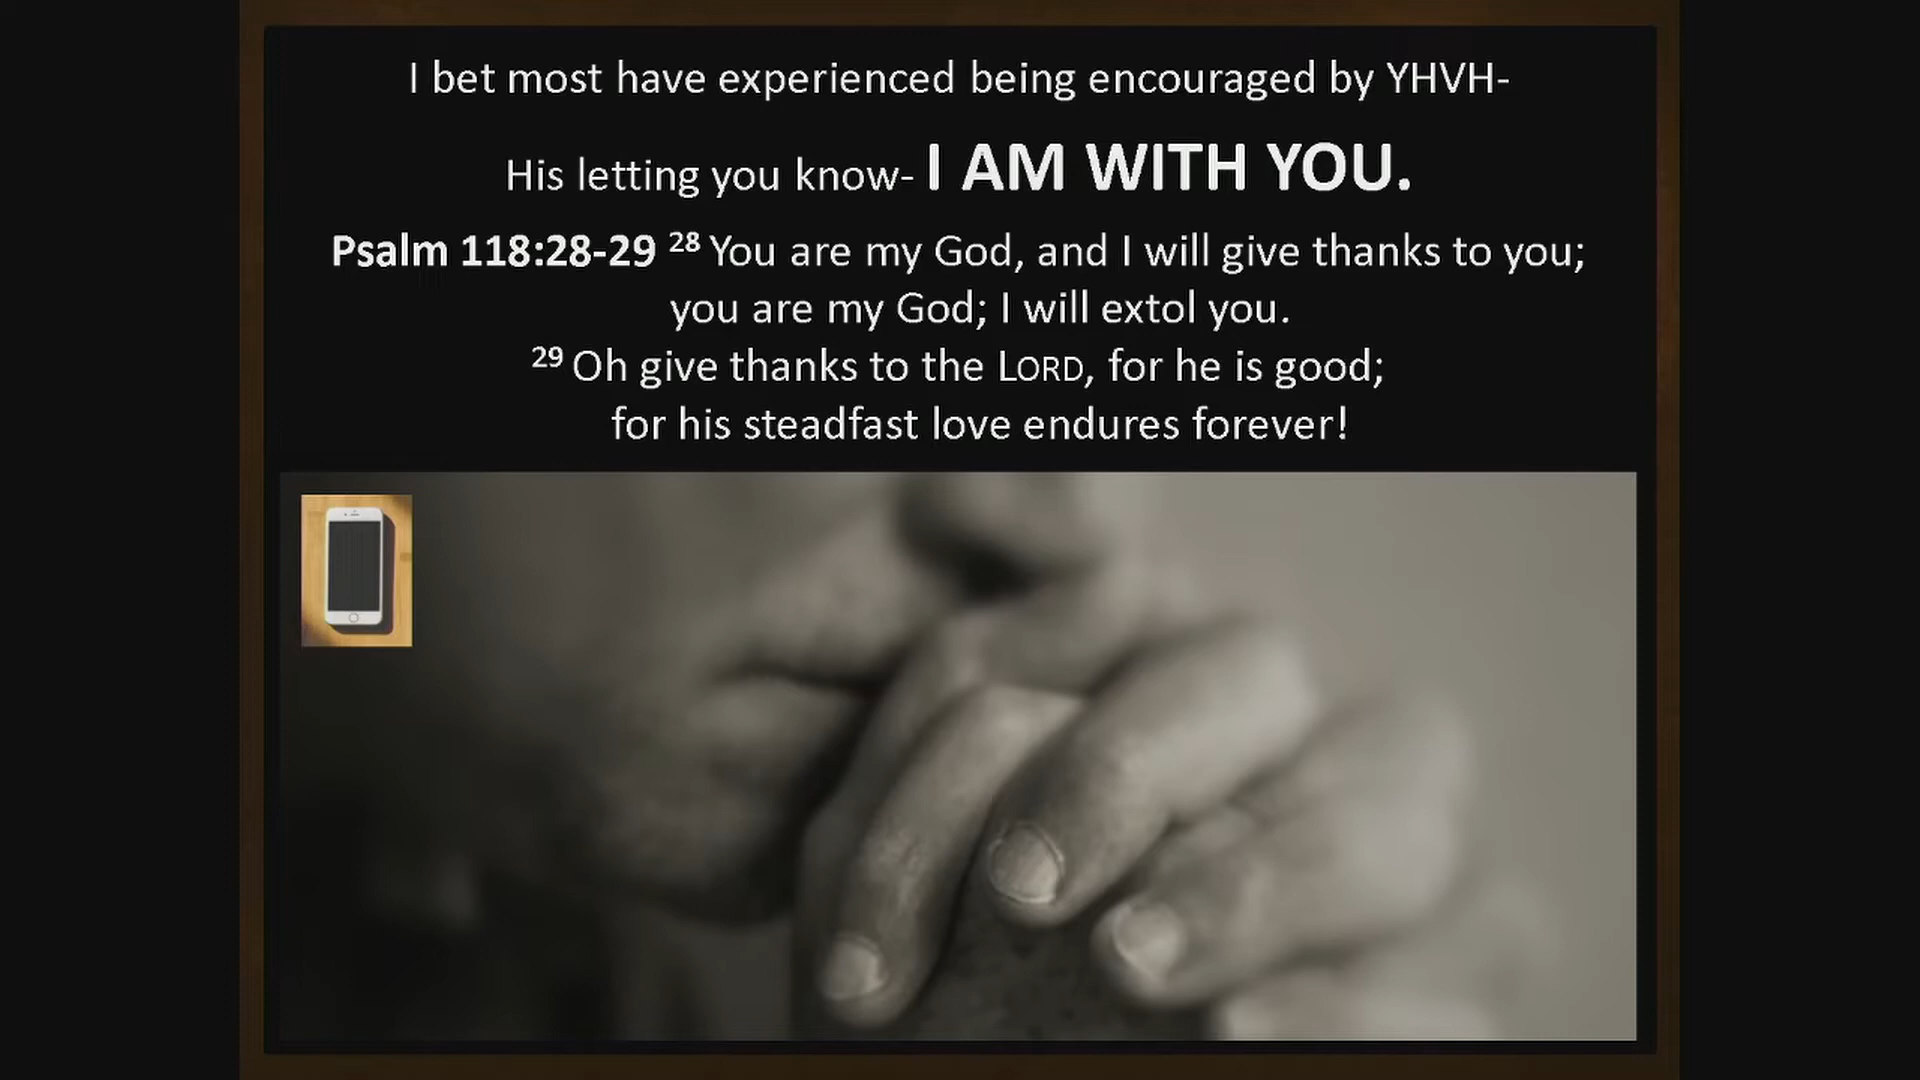 I bet most have experienced being encouraged by YHVH-
His letting you know- I AM WITH YOU.
Psalm 118:28-29 28 You are my God, and I will give thanks to you;
you are my God; I will extol you.
29 Oh give thanks to the LORD, for he is good;
for his steadfast love endures forever!